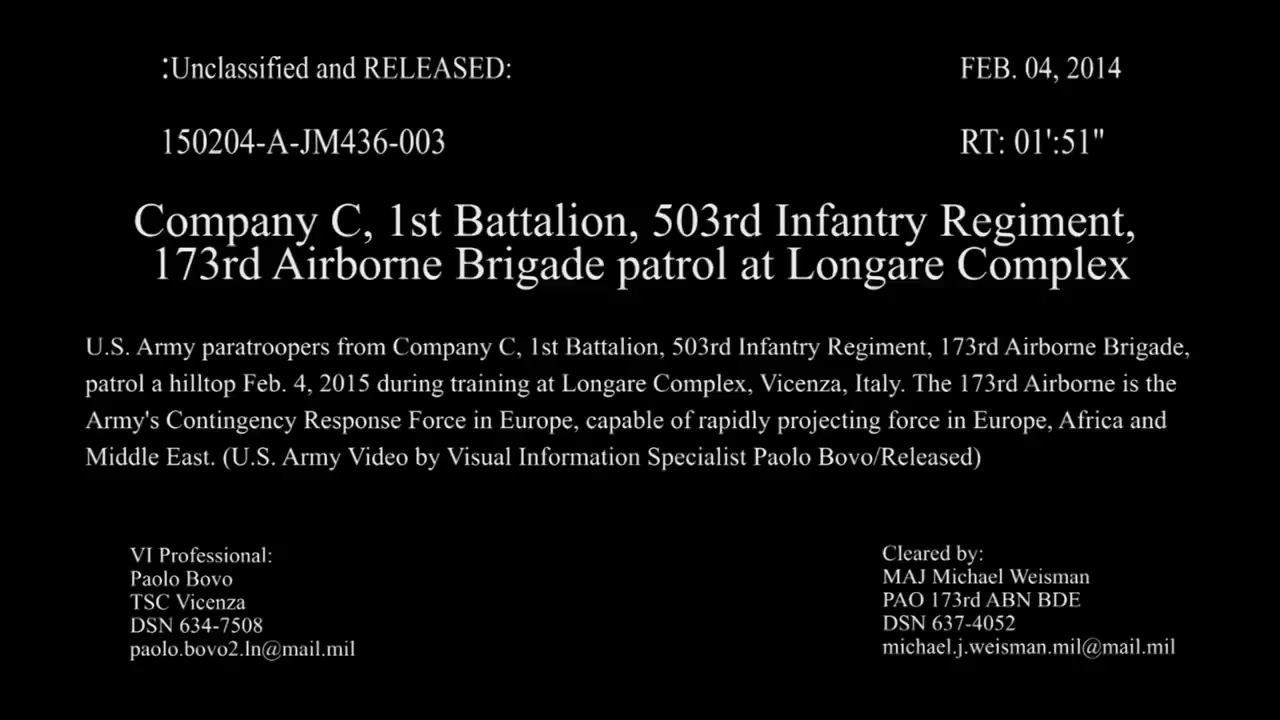 :Unclassified and RELEASED:
FEB. 04, 2014
150204-A-JM436-003
RT: 01':51"
Company C, 1st Battalion, 503rd Infantry Regiment,
173rd Airborne Brigade patrol at Longare Complex
U.S. Army paratroopers from Company C, 1st Battalion, 503rd Infantry Regiment, 173rd Airborne Brigade,
patrol a hilltop Feb. 4, 2015 during training at Longare Complex, Vicenza, Italy. The 173rd Airborne is the
Army's Contingency Response Force in Europe, capable of rapidly projecting force in Europe, Africa and
Middle East. (U.S. Army Video by Visual Information Specialist Paolo Bovo/Released)
VI Professional:
Paolo Bovo
TSC Vicenza
DSN 634-7508
paolo.bovo2.ln@mail.mil
Cleared by:
MAJ Michael Weisman
PAO 173rd ABN BDE
DSN 637-4052
michael.j.weisman.mil@mail.mil